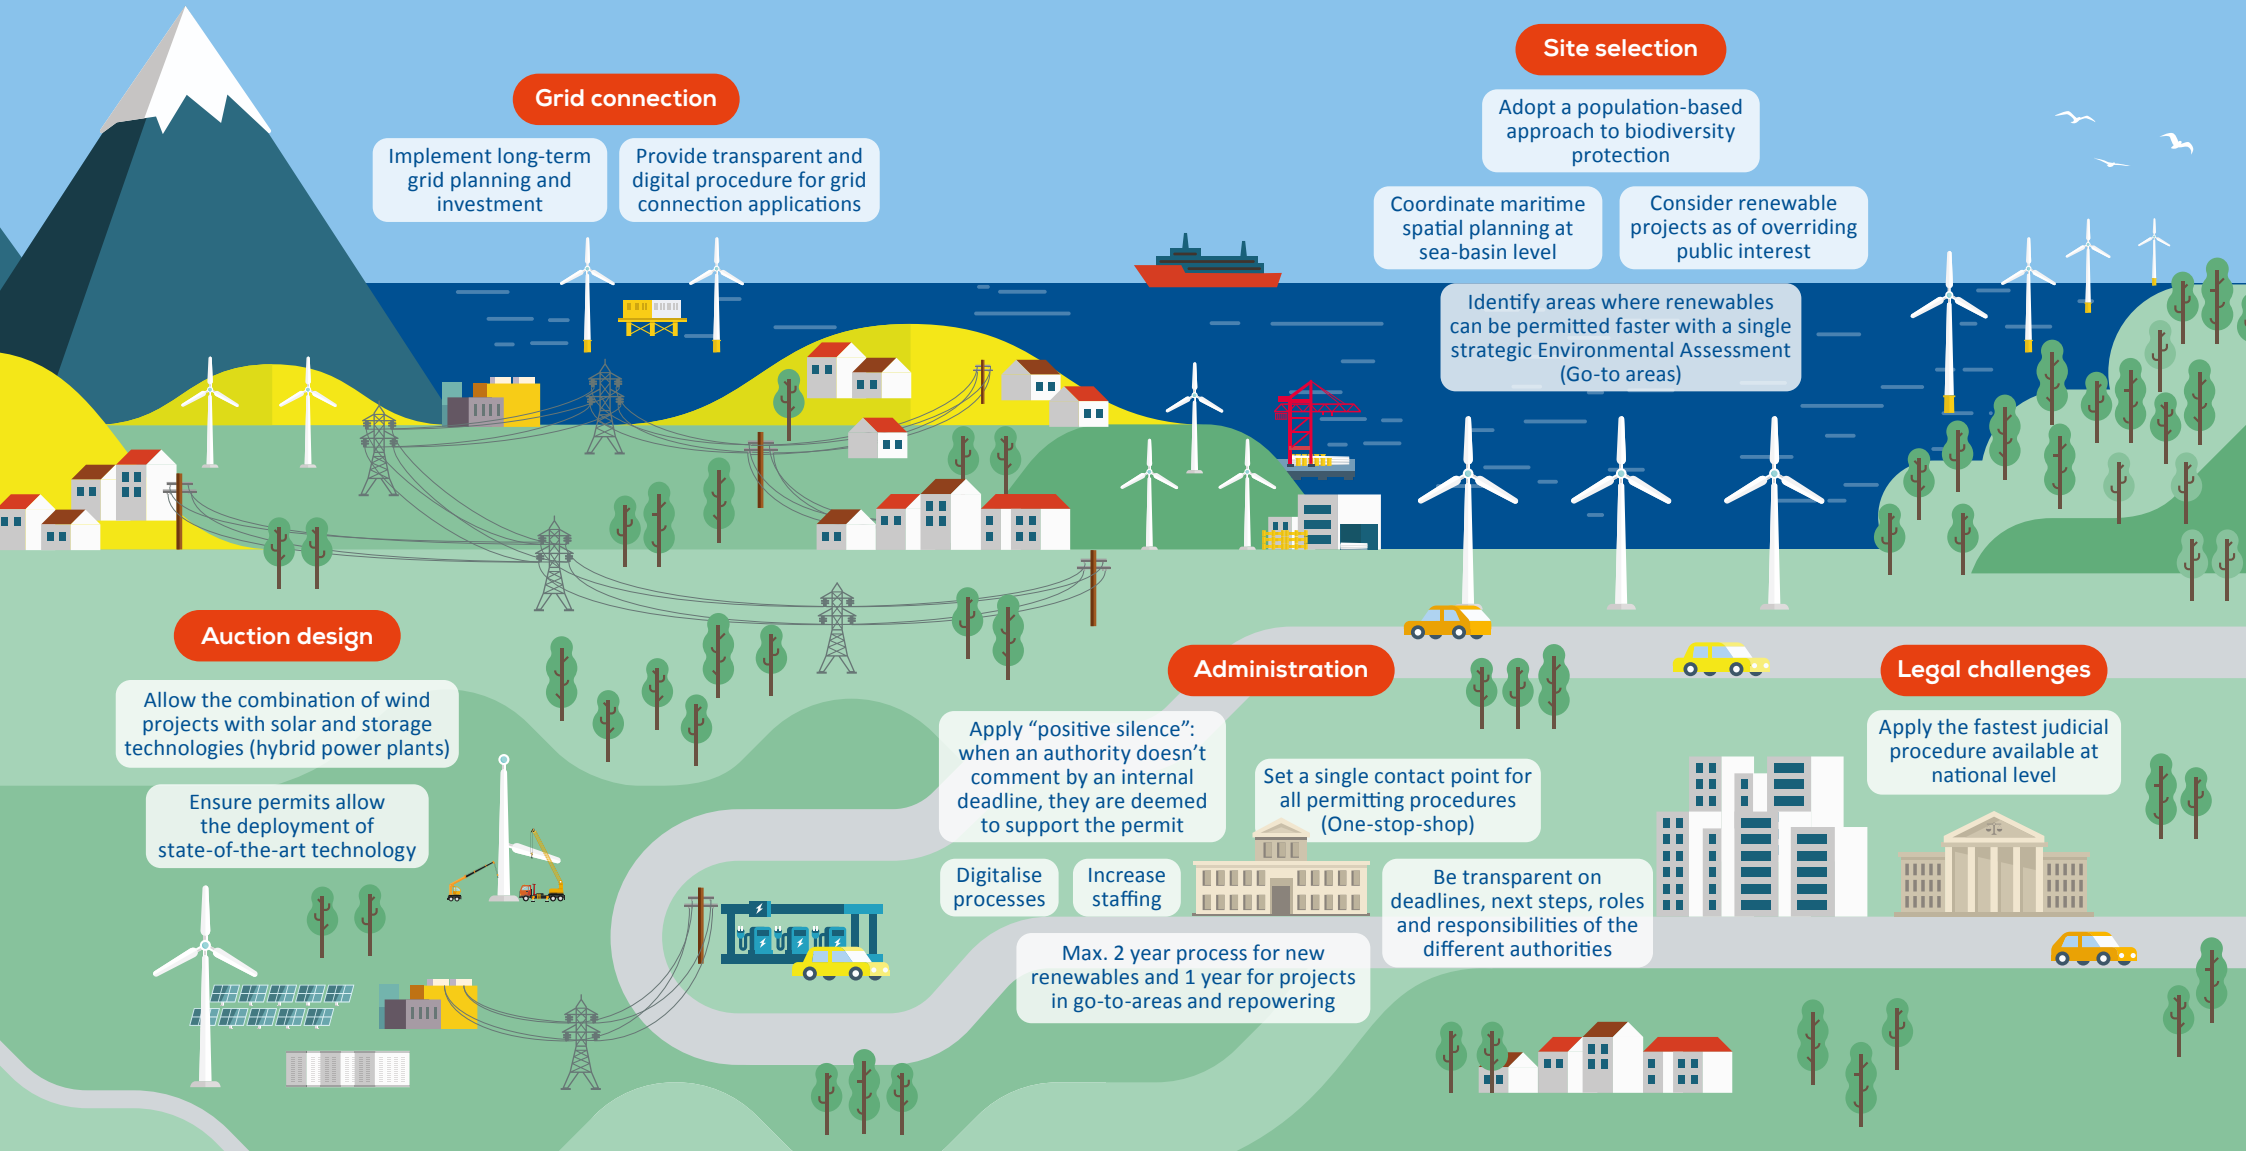 Grid connection
Implement long-term
grid planning and
investment
Provide transparent and
digital procedure for grid
connection applications
Site selection
Adopt a population-based
approach to biodiversity
protection
Coordinate maritime
spatial planning at
sea-basin level
Consider renewable
projects as of overriding
public interest
Identify areas where renewables
can be permitted faster with a single
strategic Environmental Assessment
(Go-to areas)
Auction design
Allow the combination of wind
projects with solar and storage
technologies (hybrid power plants)
Ensure permits allow
the deployment of
state-of-the-art technology
Administration
Apply “positive silence”:
when an authority doesn’t
comment by an internal
deadline, they are deemed
to support the permit
Set a single contact point for
all permitting procedures
(One-stop-shop)
Digitalise
processes
Increase
staffing
Be transparent on
deadlines, next steps, roles
and responsibilities of the
different authorities
Max. 2 year process for new
renewables and 1 year for projects
in go-to-areas and repowering
Legal challenges
Apply the fastest judicial
procedure available at
national level